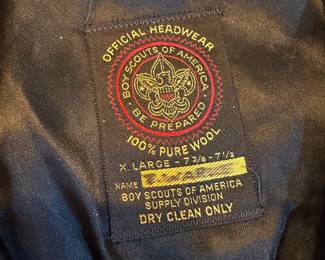 OFFICIAL HEADWEAR
BOY SCOUTS OF AMERICA
BE PREPARED
100% PURE WOOL
X. LARGE - 7 3/8 - 7 1/2
NAME
BOY SCOUTS OF AMERICA
SUPPLY DIVISION
DRY CLEAN ONLY